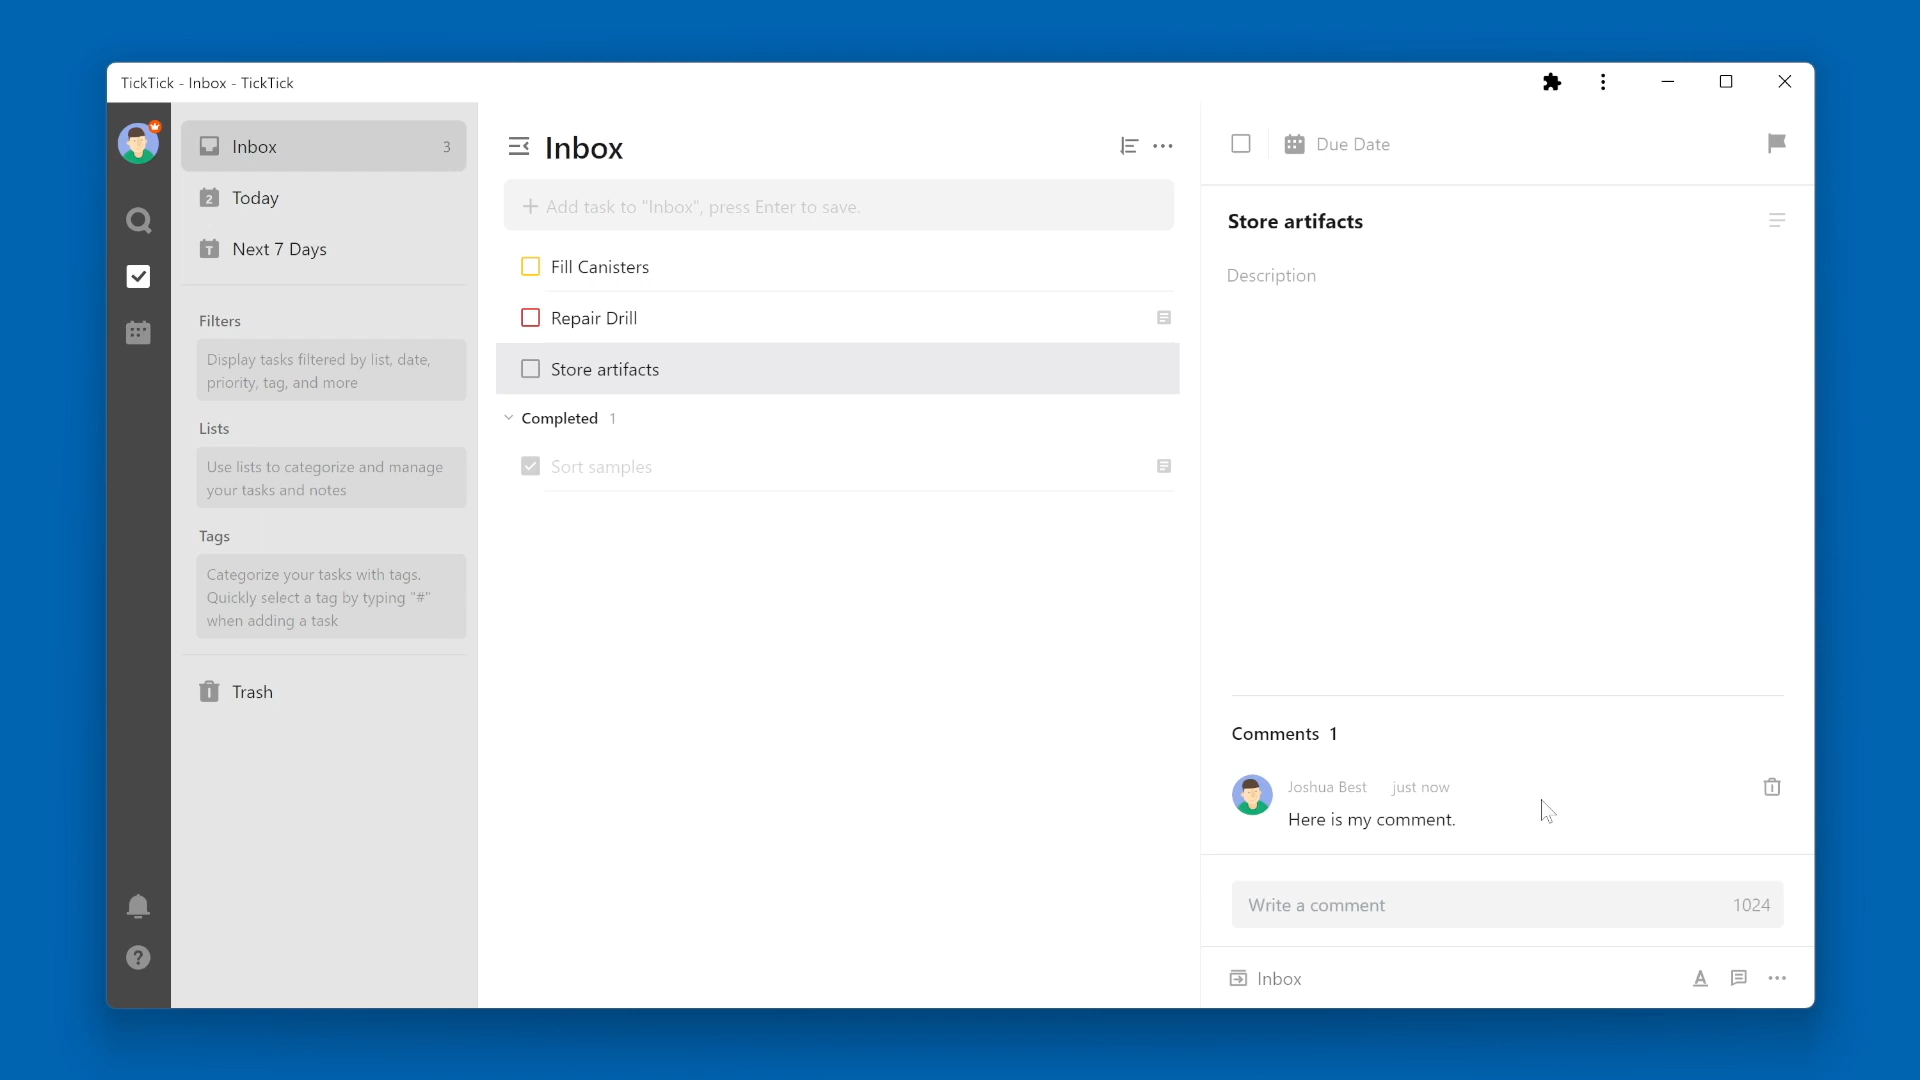 TickTick - Inbox - TickTick
Inbox 3
2 Today
T Next 7 Days
Filters
Display tasks filtered by list, date,
priority, tag, and more
Lists
Use lists to categorize and manage
your tasks and notes
Tags
Categorize your tasks with tags.
Quickly select a tag by typing "#"
when adding a task
Trash
?
Inbox
+ Add task to "Inbox", press Enter to save.
Fill Canisters
Repair Drill
Store artifacts
Completed 1
Sort samples
Due Date
Store artifacts
Description
Comments 1
Joshua Best just now
Here is my comment.
Write a comment 1024
Inbox A